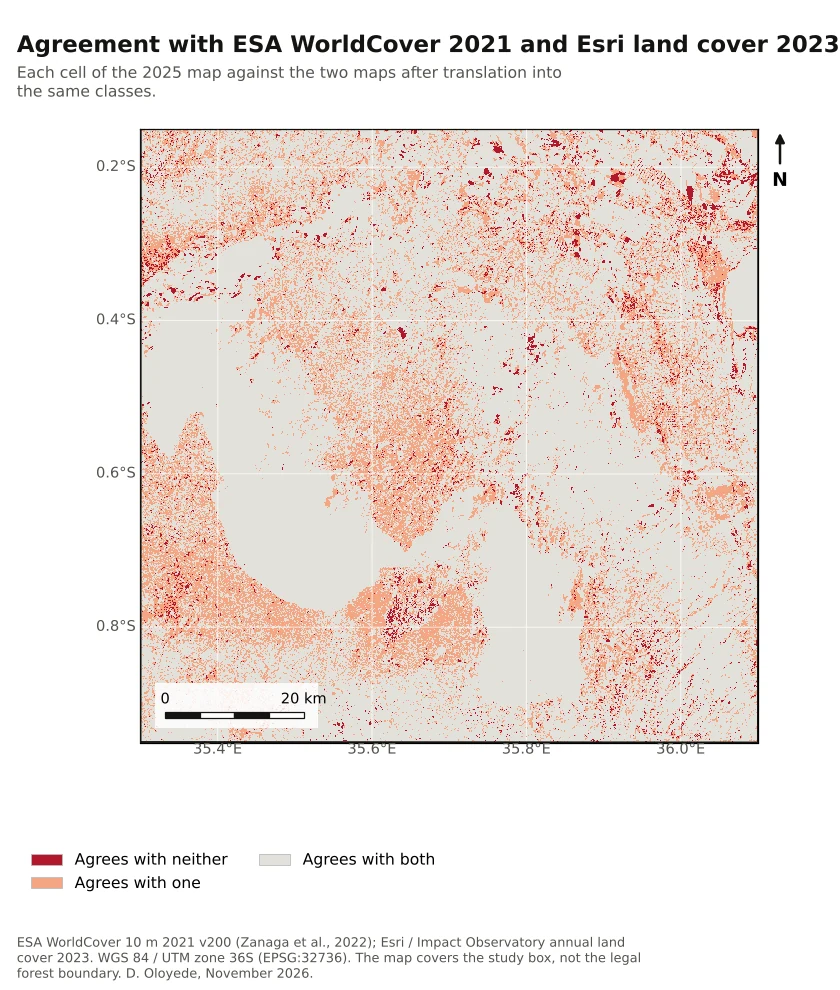 Agreement with ESA WorldCover 2021 and Esri land cover 2023
Each cell of the 2025 map against the two maps after translation into
the same classes.
N
0.2°S
0.4°S
0.6°S
0.8°S
0 20 km
35.4°E 35.6°E 35.8°E 36.0°E
Agrees with neither Agrees with both
Agrees with one
ESA WorldCover 10 m 2021 v200 (Zanaga et al., 2022); Esri / Impact Observatory annual land
cover 2023. WGS 84 / UTM zone 36S (EPSG:32736). The map covers the study box, not the legal
forest boundary. D. Oloyede, November 2026.